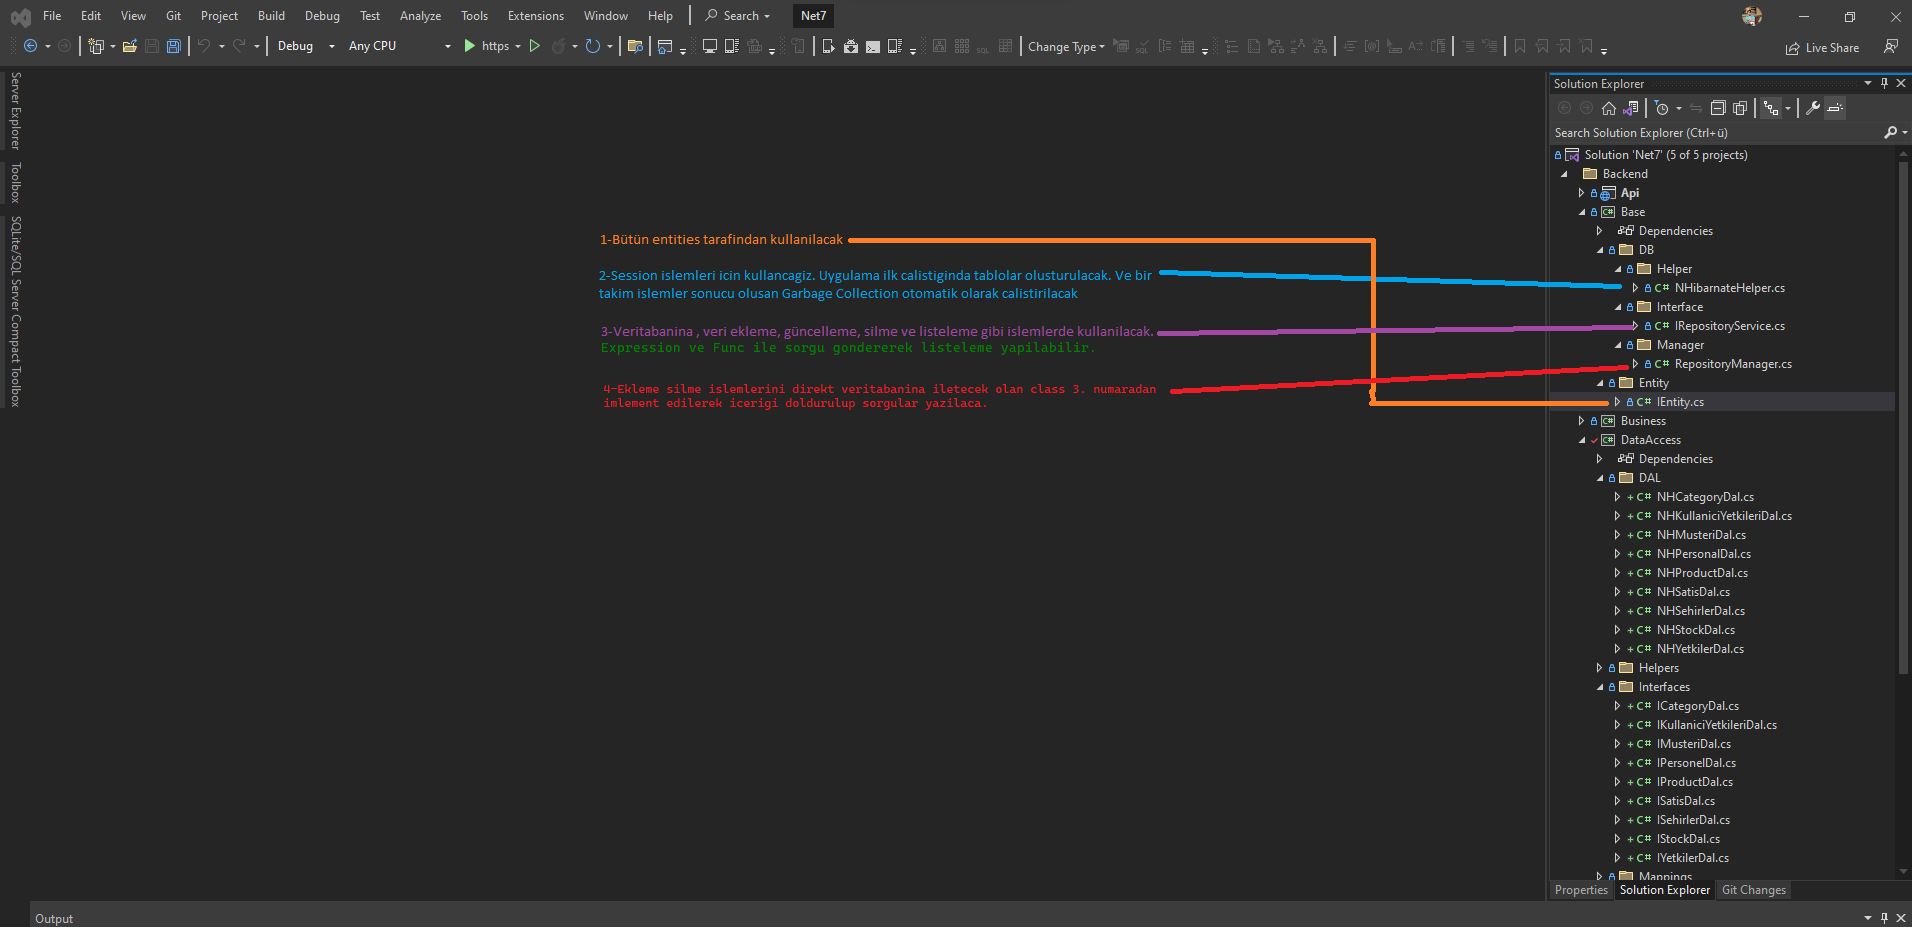 File Edit View Git Project Build Debug Test Analyze Tools Extensions Window Help Search Net7
Debug Any CPU https Change Type Live Share
Server Explorer
Toolbox
SQLite/SQL Server Compact Toolbox
1-Bütün entities tarafindan kullanilacak
2-Session islemleri icin kullancagiz. Uygulama ilk calistiginda tablolar olusturulacak. Ve bir
takim islemler sonucu olusan Garbage Collection otomatik olarak calistirilacak
3-Veritabanina , veri ekleme, güncelleme, silme ve listeleme gibi islemlerde kullanilacak.
Expression ve Func ile sorgu gondererek listeleme yapilabilir.
4-Ekleme silme islemlerini direkt veritabanina iletecek olan class 3. numaradan
imlement edilerek icerigi doldurulup sorgular yazilaca.
Solution Explorer
Search Solution Explorer (Ctrl+ü)
Solution 'Net7' (5 of 5 projects)
Backend
Api
Base
Dependencies
DB
Helper
C# NHibarnateHelper.cs
Interface
C# IRepositoryService.cs
Manager
C# RepositoryManager.cs
Entity
C# IEntity.cs
C# Business
C# DataAccess
Dependencies
DAL
+ C# NHCategoryDal.cs
+ C# NHKullaniciYetkileriDal.cs
+ C# NHMusteriDal.cs
+ C# NHPersonalDal.cs
+ C# NHProductDal.cs
+ C# NHSatisDal.cs
+ C# NHSehirlerDal.cs
+ C# NHStockDal.cs
+ C# NHYetkilerDal.cs
Helpers
Interfaces
+ C# ICategoryDal.cs
+ C# IKullaniciYetkileriDal.cs
+ C# IMusteriDal.cs
+ C# IPersonelDal.cs
+ C# IProductDal.cs
+ C# ISatisDal.cs
+ C# ISehirlerDal.cs
+ C# IStockDal.cs
+ C# IYetkilerDal.cs
Mappings
Properties Solution Explorer Git Changes
Output